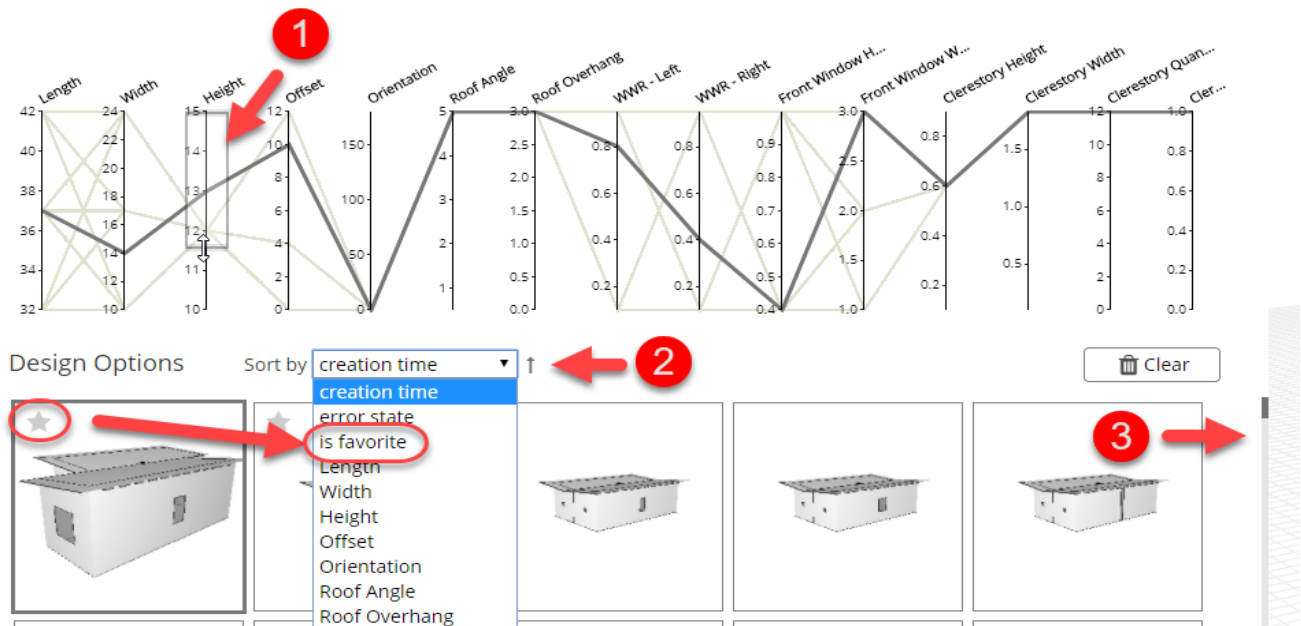 1
Length
Width
Height
Offset
Orientation
Roof Angle
Roof Overhang
WWR - Left
WWR - Right
Front Window H...
Front Window W...
Clerestory Height
Clerestory Width
Clerestory Quan...
Cler...
42 24 15 12 5 3.0 3.0 12 1.0
40 22 14 10 150 4 2.5 0.8 0.8 0.9 2.5 0.8 1.5 10 0.8
38 20 13 8 100 3 2.0 0.6 0.6 0.8 2.0 0.6 1.0 8 0.6
36 18 12 6 50 2 1.5 0.4 0.4 0.7 1.5 0.4 0.5 6 0.4
34 16 11 4 0 1 1.0 0.2 0.2 0.6 1.0 0.2 4 0.2
32 14 10 2 0.5 0.5 2 0.0
12 0 0.0 0.4 0
10
Design Options
Sort by creation time ▼ ↑
2
Clear
creation time
error state
is favorite
Length
Width
Height
Offset
Orientation
Roof Angle
Roof Overhang
3